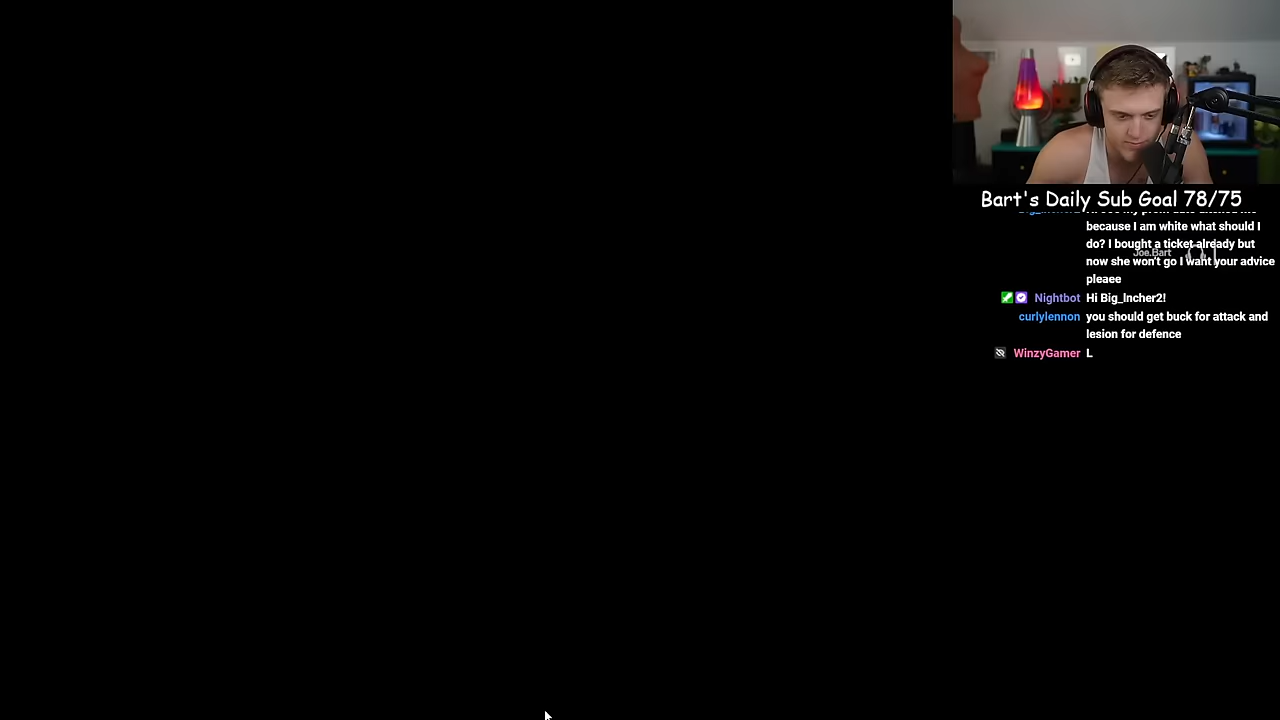 Bart's Daily Sub Goal 78/75
because I am white what should I
do? I bought a ticket already but
Joe.Bart
now she won't go I want your advice
pleaee
Nightbot Hi Big_Incher2!
curlylennon you should get buck for attack and
lesion for defence
WinzyGamer L